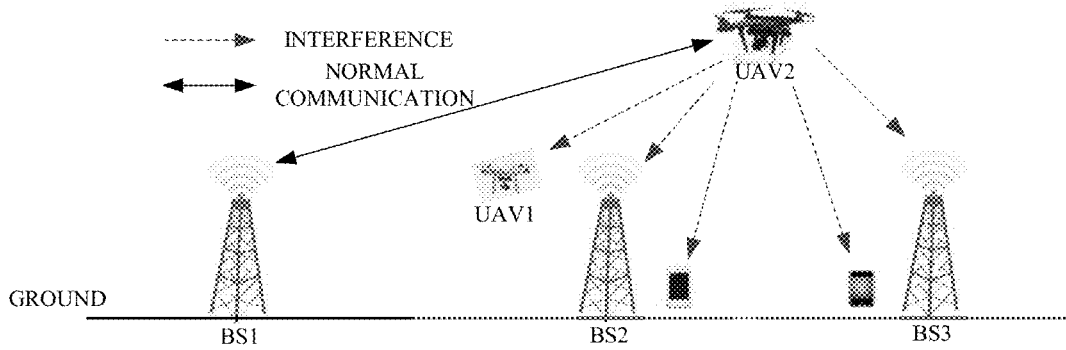 INTERFERENCE
NORMAL
COMMUNICATION
UAV2
UAV1
GROUND
BS1
BS2
BS3